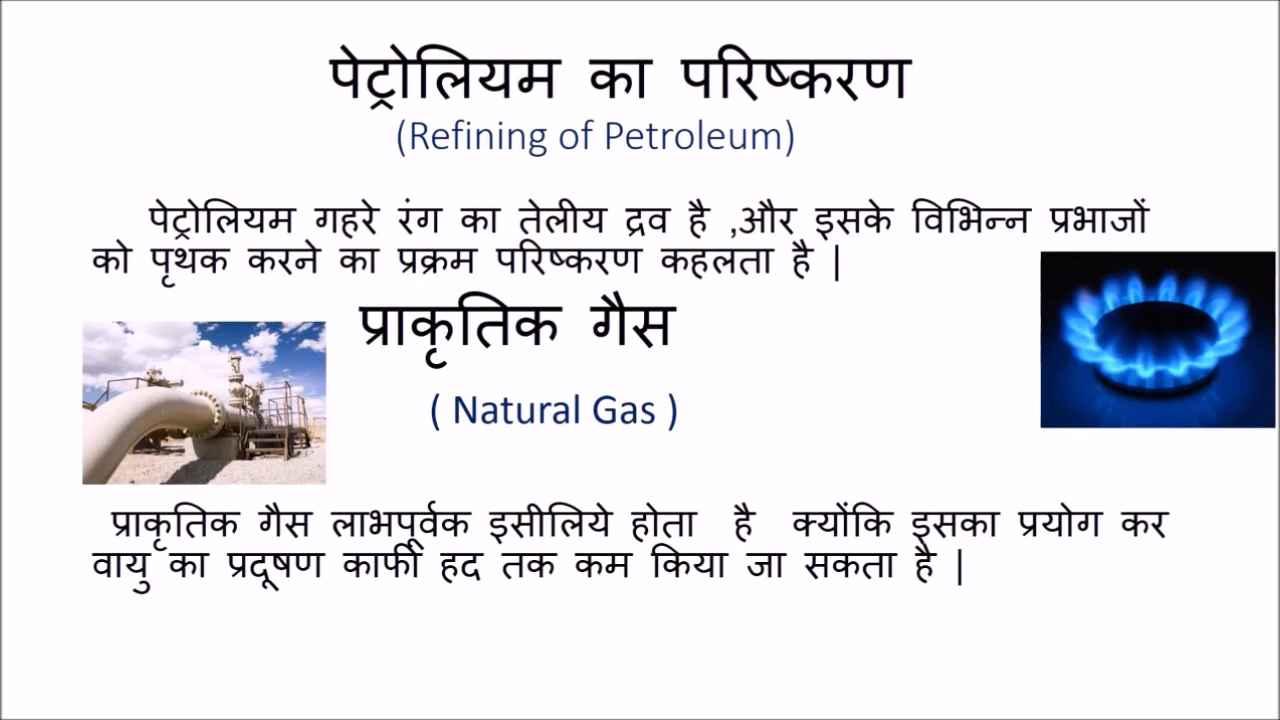 पेट्रोलियम का परिष्करण
(Refining of Petroleum)
पेट्रोलियम गहरे रंग का तेलीय द्रव है ,और इसके विभिन्न प्रभाजों
को पृथक करने का प्रक्रम परिष्करण कहलता है |
प्राकृतिक गैस
( Natural Gas )
प्राकृतिक गैस लाभपूर्वक इसीलिये होता है क्योंकि इसका प्रयोग कर
वायु का प्रदूषण काफी हद तक कम किया जा सकता है |